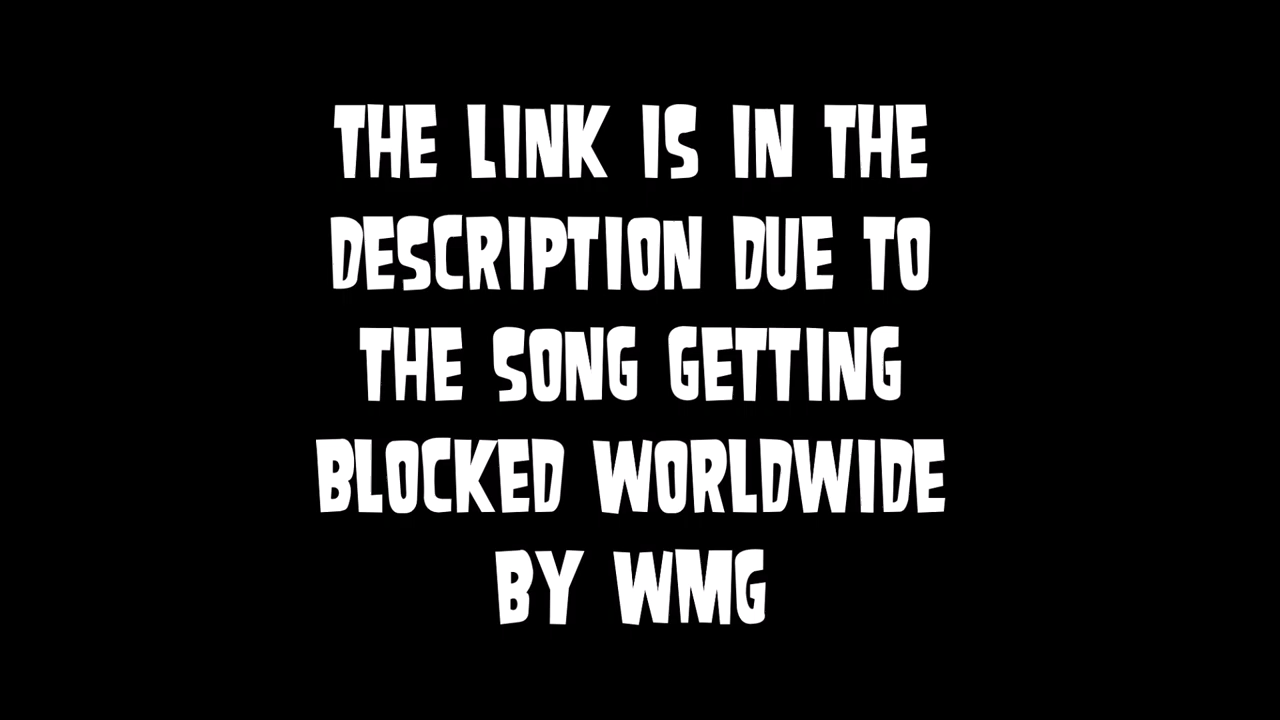 THE LINK IS IN THE
DESCRIPTION DUE TO
THE SONG GETTING
BLOCKED WORLDWIDE
BY WMG